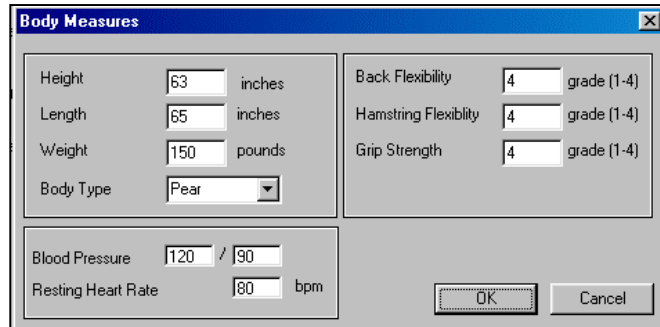 Body Measures
Height 63 inches
Length 65 inches
Weight 150 pounds
Body Type Pear
Back Flexibility 4 grade (1-4)
Hamstring Flexiblity 4 grade (1-4)
Grip Strength 4 grade (1-4)
Blood Pressure 120 / 90
Resting Heart Rate 80 bpm
OK Cancel